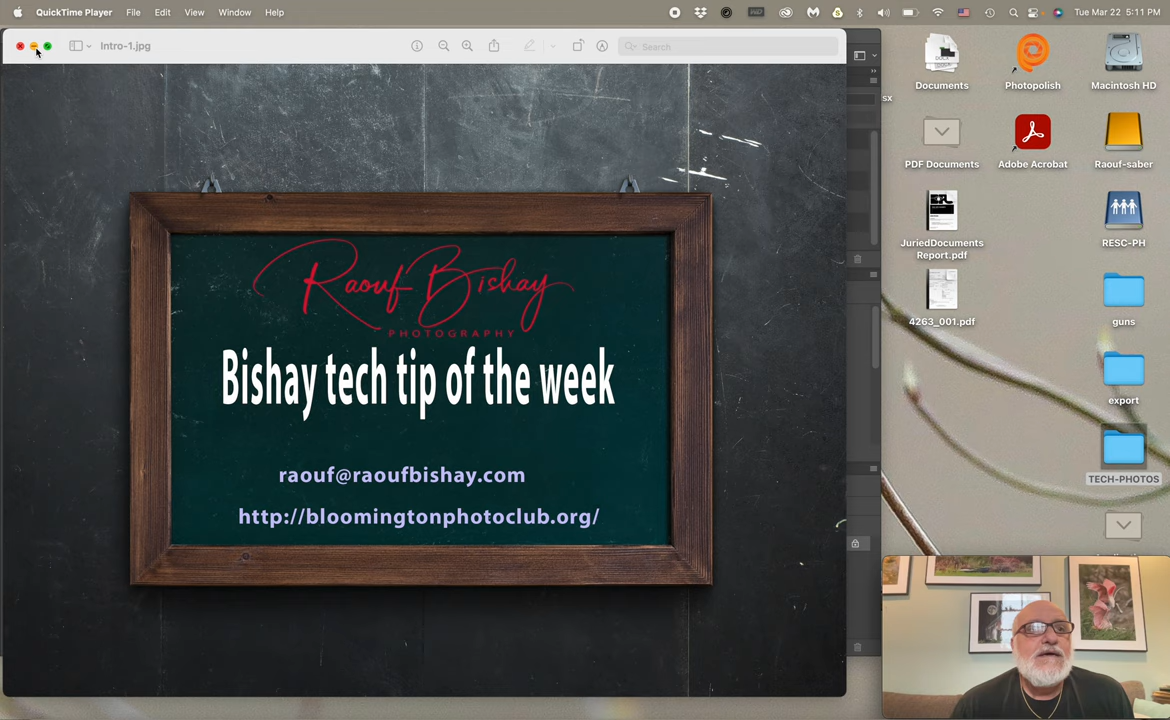 QuickTime Player File Edit View Window Help Tue Mar 22 5:11 PM
Intro-1.jpg Search
sx
Raouf Bishay
PHOTOGRAPHY
Bishay tech tip of the week
raouf@raoufbishay.com
http://bloomingtonphotoclub.org/
Documents Photopolish Macintosh HD
PDF Documents Adobe Acrobat Raouf-saber
JuriedDocuments
Report.pdf
RESC-PH
4263_001.pdf guns
export
TECH-PHOTOS